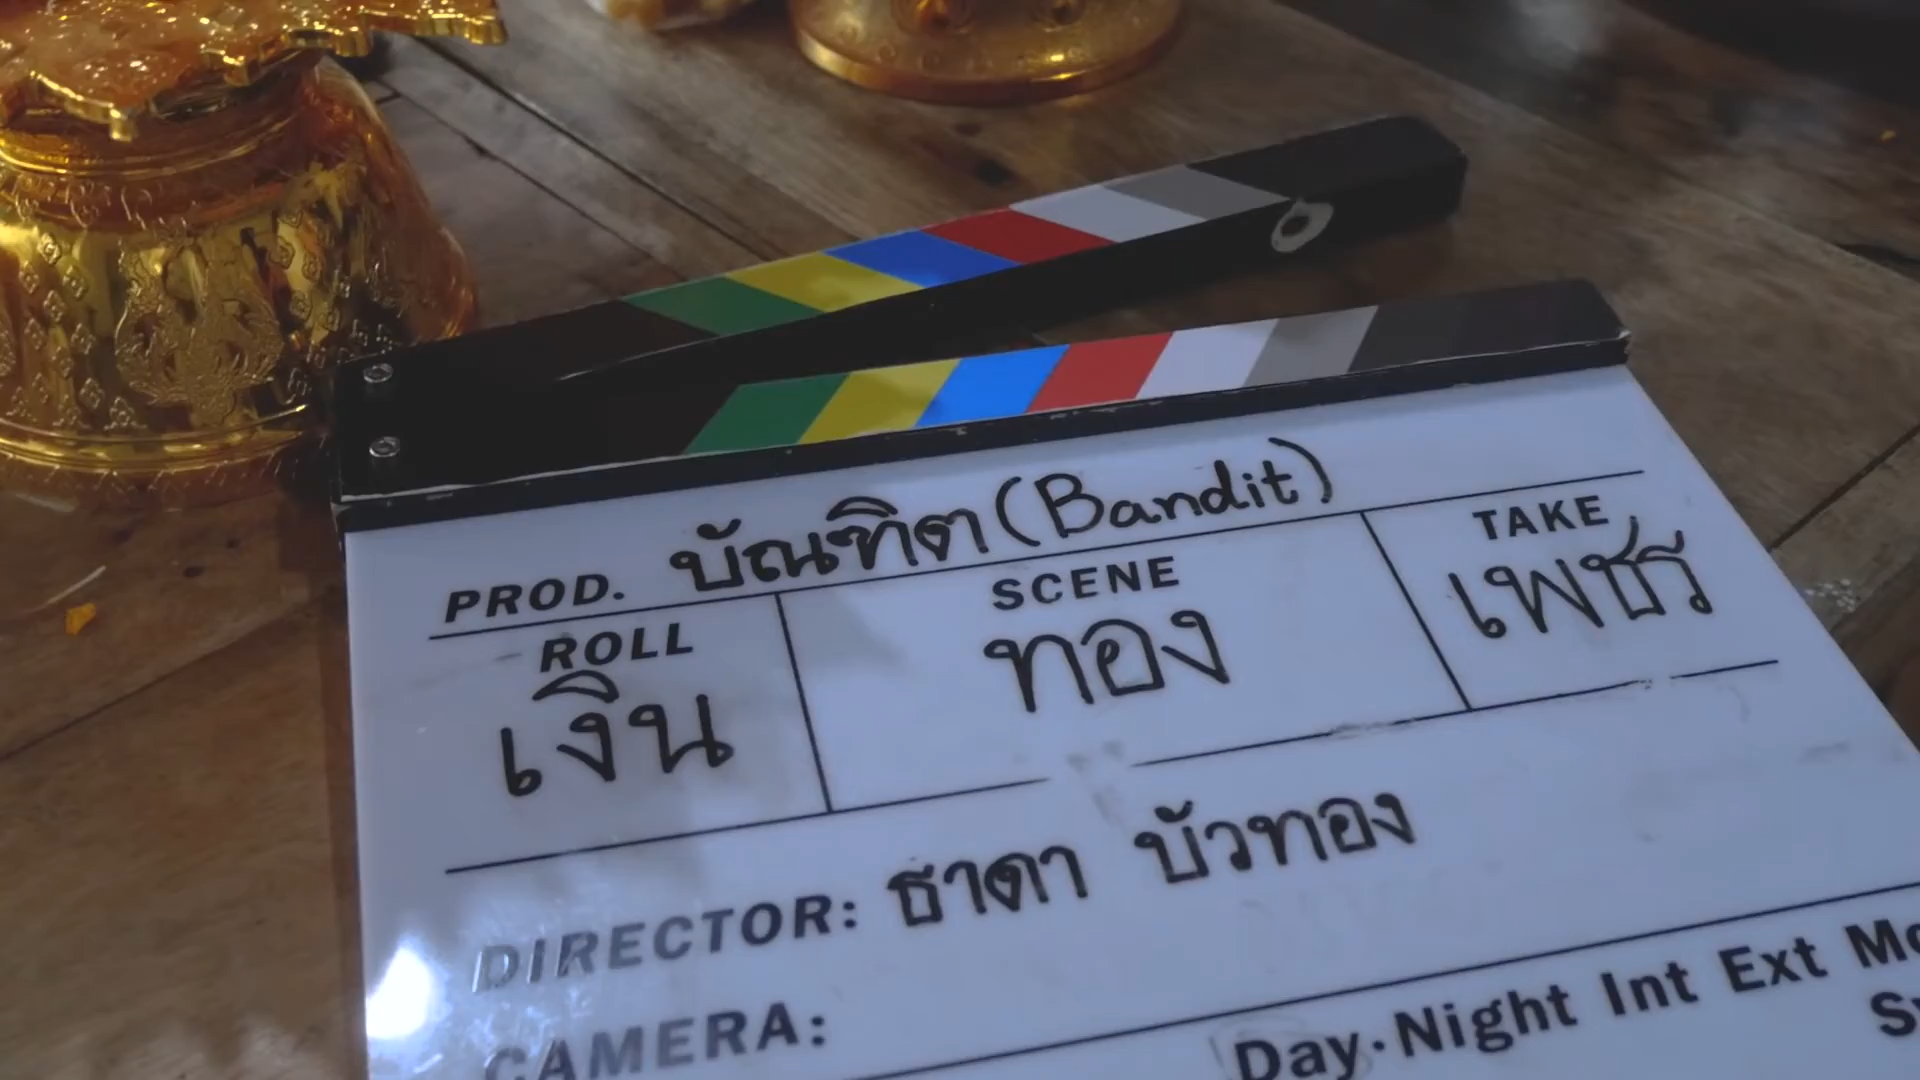 PROD. บัณฑิต (Bandit)
ROLL SCENE TAKE
เงิน ทอง เพชร
DIRECTOR: ธาดา บัวทอง
CAMERA:
Day·Night Int Ext